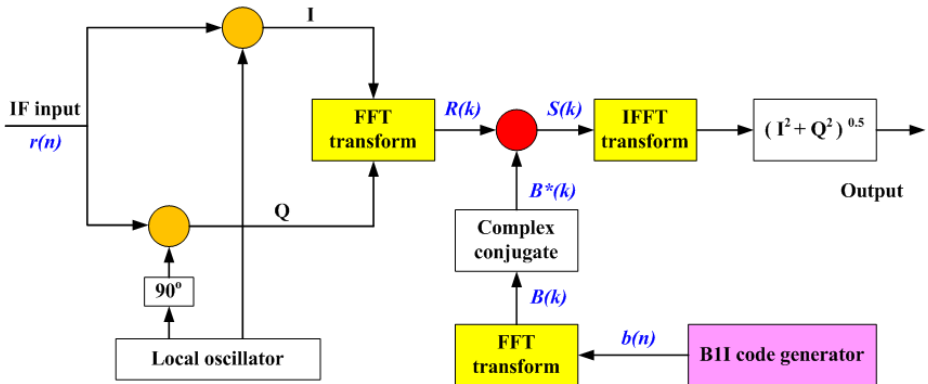 I
IF input
r(n)
FFT
transform
R(k)
S(k)
IFFT
transform
( I² + Q² ) ⁰·⁵
Output
Q
B*(k)
Complex
conjugate
90°
B(k)
Local oscillator
FFT
transform
b(n)
B1I code generator